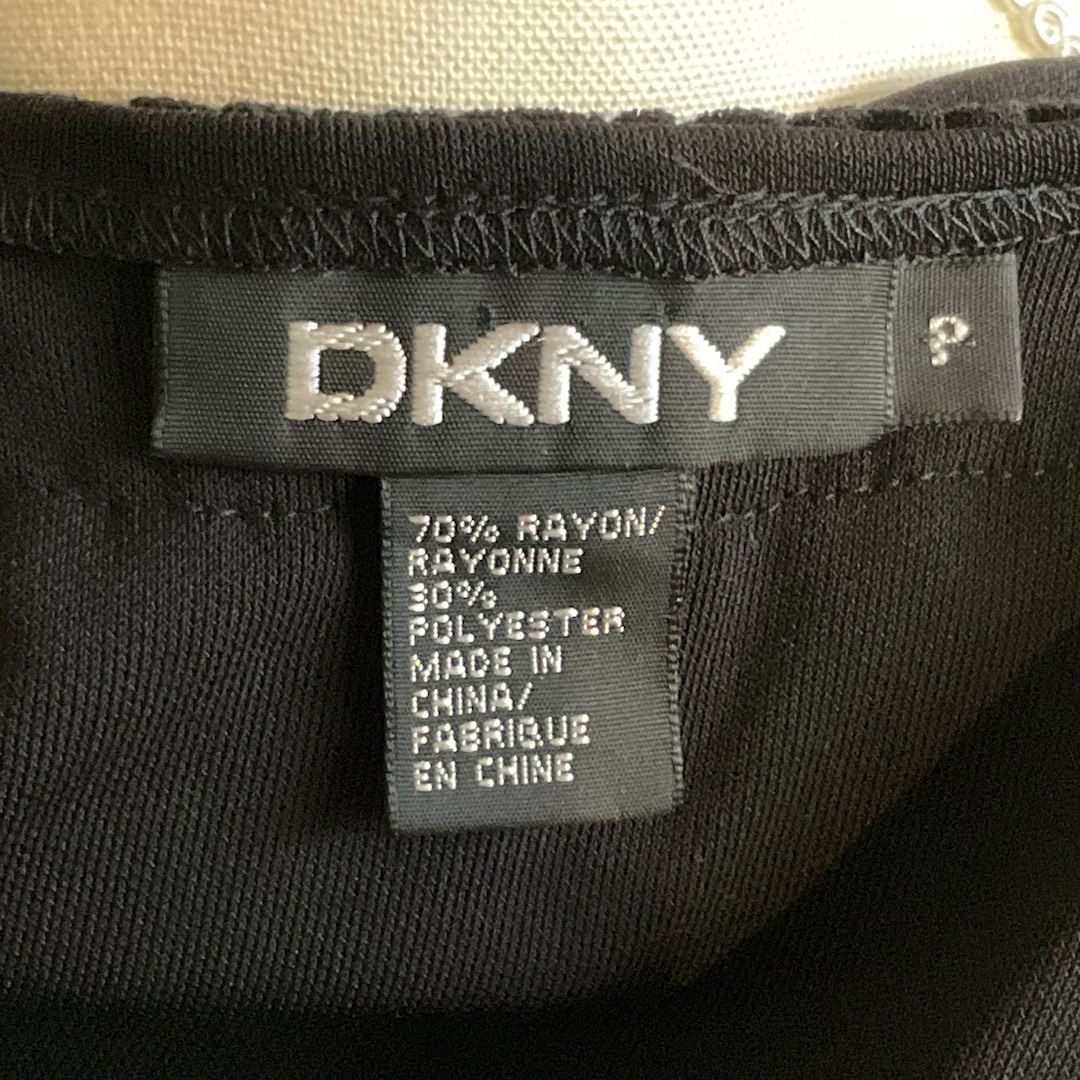 DKNY
P
70% RAYON/
RAYONNE
30%
POLYESTER
MADE IN
CHINA/
FABRIQUE
EN CHINE